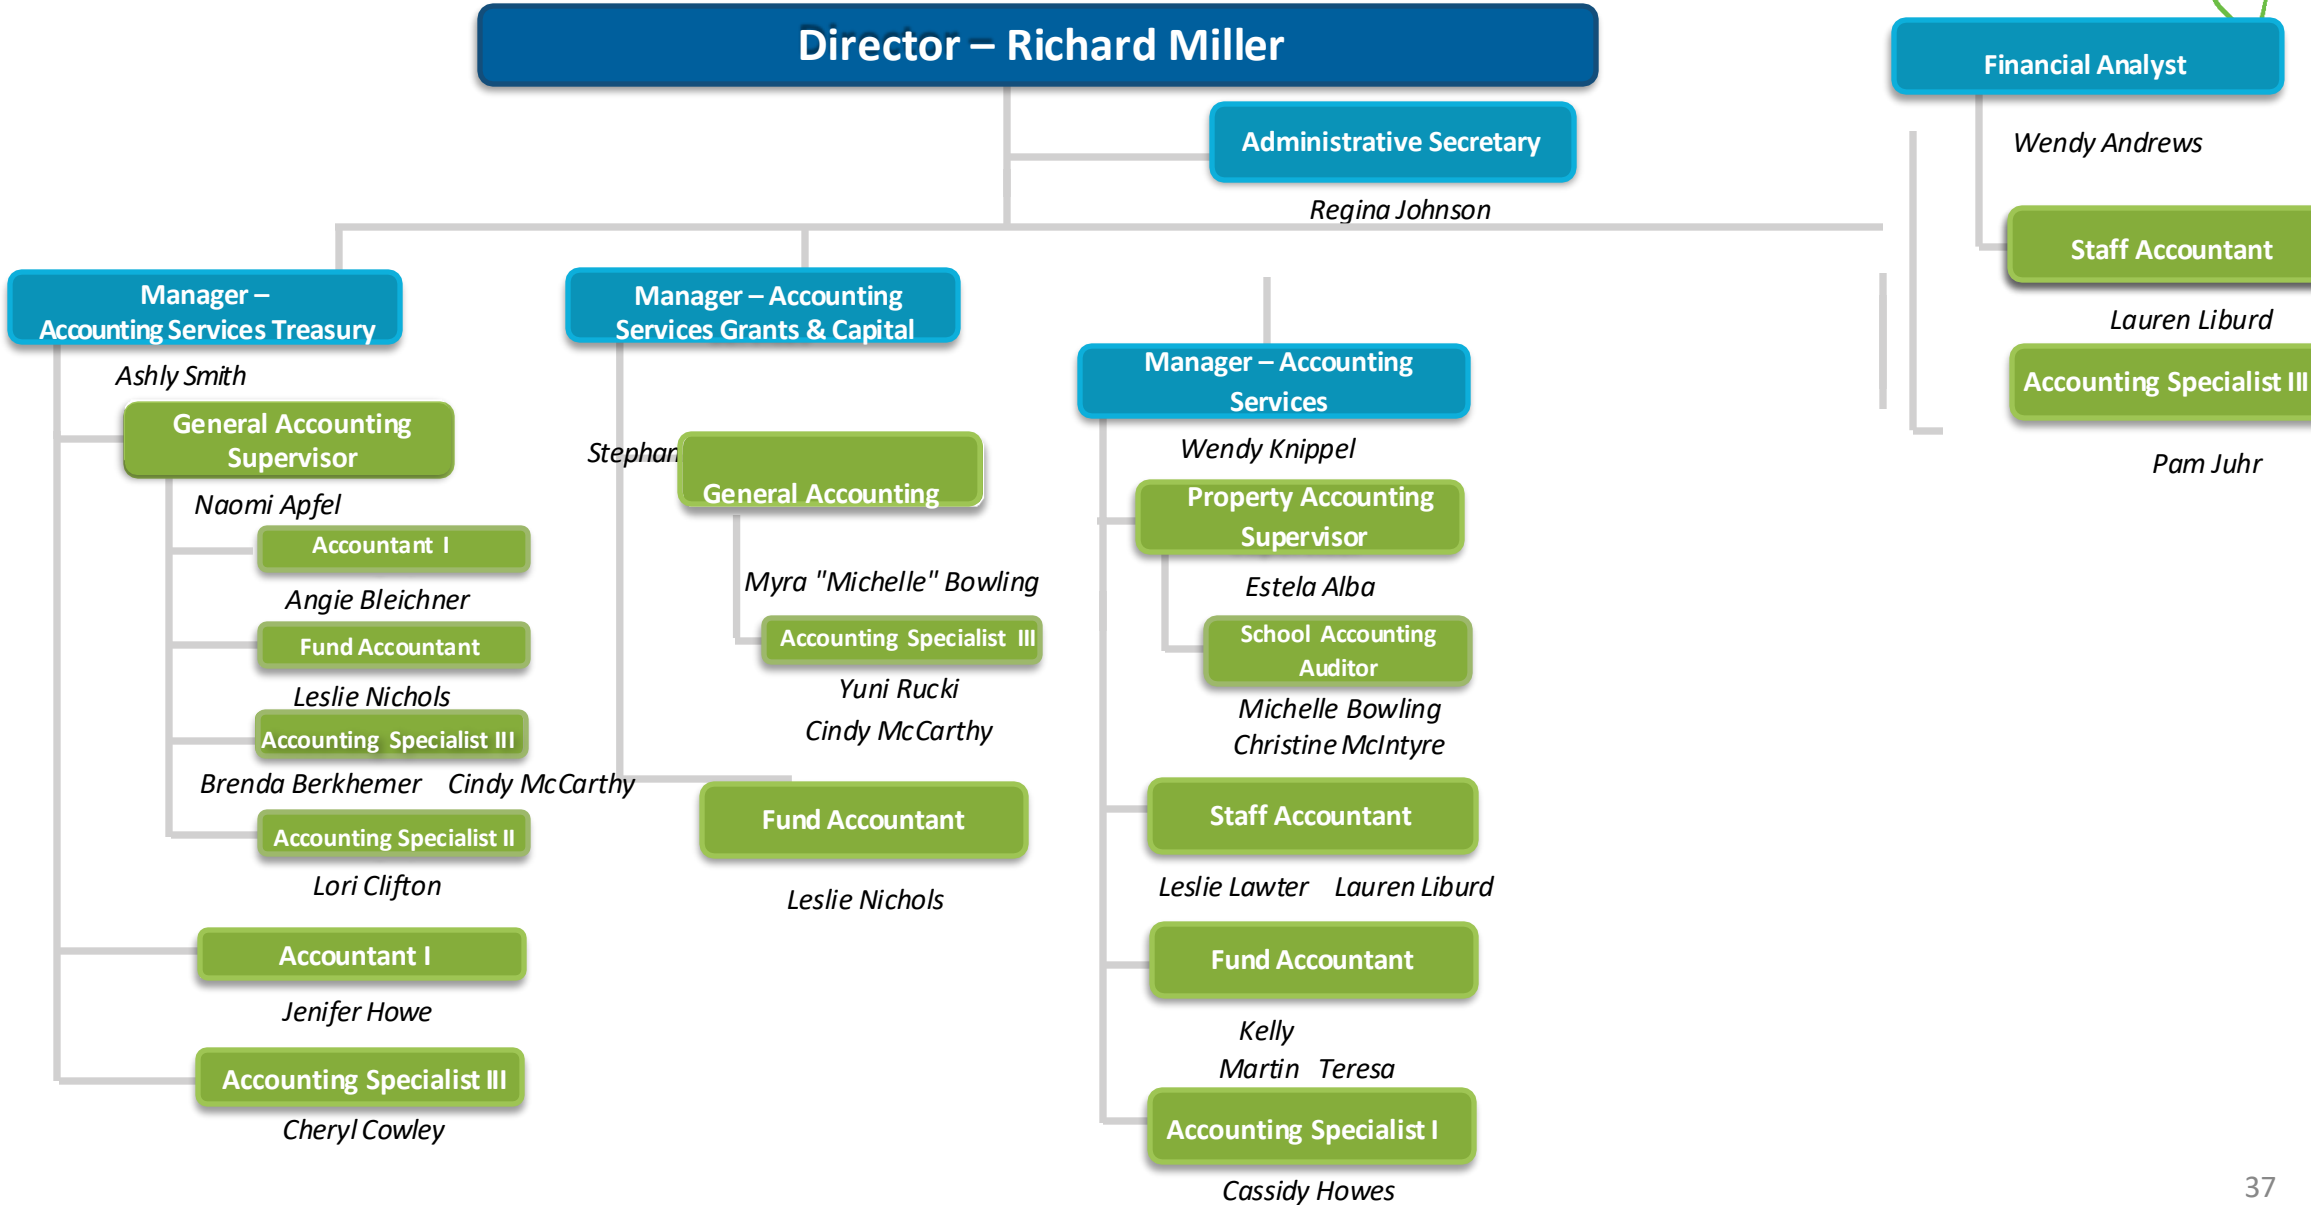 Director – Richard Miller
Administrative Secretary
Regina Johnson
Manager –
Accounting Services Treasury
Ashly Smith
General Accounting
Supervisor
Naomi Apfel
Accountant I
Angie Bleichner
Fund Accountant
Leslie Nichols
Accounting Specialist III
Brenda Berkhemer Cindy McCarthy
Accounting Specialist II
Lori Clifton
Accountant I
Jenifer Howe
Accounting Specialist III
Cheryl Cowley
Manager – Accounting
Services Grants & Capital
General Accounting
Myra "Michelle" Bowling
Accounting Specialist III
Yuni Rucki
Cindy McCarthy
Fund Accountant
Leslie Nichols
Manager – Accounting
Services
Wendy Knippel
Property Accounting
Supervisor
Estela Alba
School Accounting
Auditor
Michelle Bowling
Christine McIntyre
Staff Accountant
Leslie Lawter Lauren Liburd
Fund Accountant
Kelly
Martin Teresa
Accounting Specialist I
Cassidy Howes
Financial Analyst
Wendy Andrews
Staff Accountant
Lauren Liburd
Accounting Specialist III
Pam Juhr
37